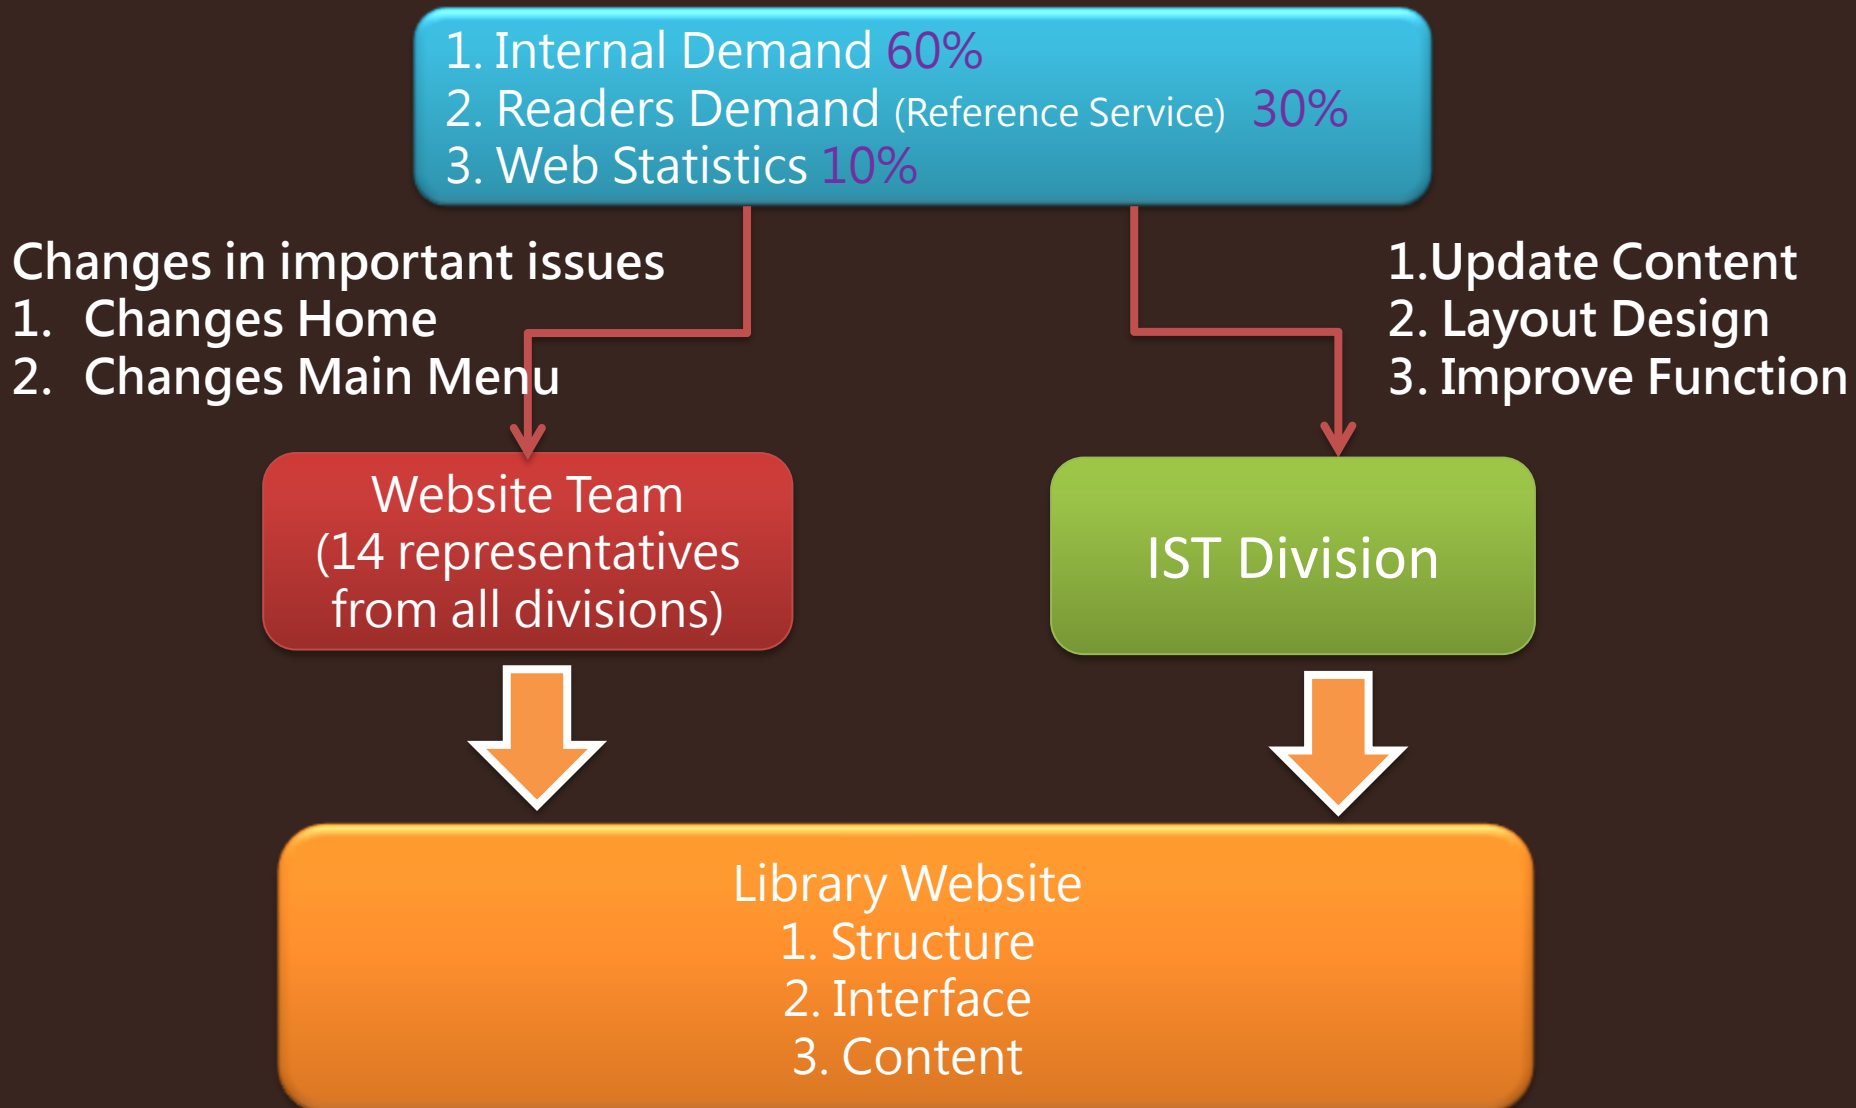 1. Internal Demand 60%
2. Readers Demand (Reference Service) 30%
3. Web Statistics 10%
Changes in important issues
1. Changes Home
2. Changes Main Menu
1.Update Content
2. Layout Design
3. Improve Function
Website Team
(14 representatives
from all divisions)
IST Division
Library Website
1. Structure
2. Interface
3. Content